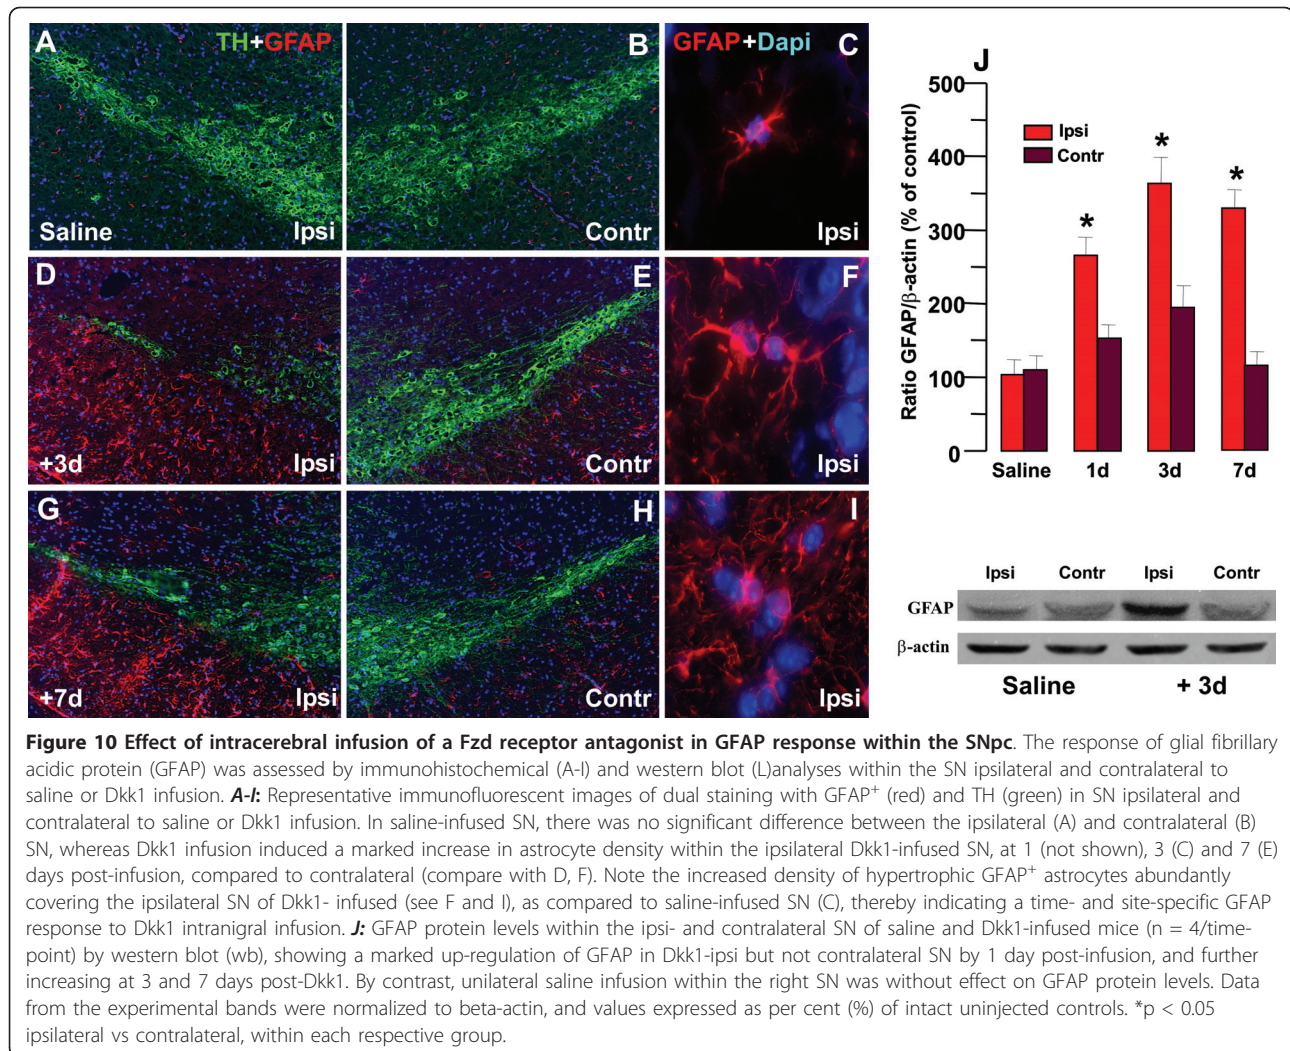 A TH+GFAP B GFAP+Dapi C
Saline Ipsi Contr Ipsi
D E F
+3d Ipsi Contr Ipsi
G H I
+7d Ipsi Contr Ipsi
J
Ratio GFAP/β-actin (% of control)
500
400
300
200
100
0
Ipsi
Contr
* * *
Saline 1d 3d 7d
Ipsi Contr Ipsi Contr
GFAP
β-actin
Saline + 3d
Figure 10 Effect of intracerebral infusion of a Fzd receptor antagonist in GFAP response within the SNpc. The response of glial fibrillary
acidic protein (GFAP) was assessed by immunohistochemical (A-I) and western blot (L)analyses within the SN ipsilateral and contralateral to
saline or Dkk1 infusion. A-I: Representative immunofluorescent images of dual staining with GFAP+ (red) and TH (green) in SN ipsilateral and
contralateral to saline or Dkk1 infusion. In saline-infused SN, there was no significant difference between the ipsilateral (A) and contralateral (B)
SN, whereas Dkk1 infusion induced a marked increase in astrocyte density within the ipsilateral Dkk1-infused SN, at 1 (not shown), 3 (C) and 7 (E)
days post-infusion, compared to contralateral (compare with D, F). Note the increased density of hypertrophic GFAP+ astrocytes abundantly
covering the ipsilateral SN of Dkk1- infused (see F and I), as compared to saline-infused SN (C), thereby indicating a time- and site-specific GFAP
response to Dkk1 intranigral infusion. J: GFAP protein levels within the ipsi- and contralateral SN of saline and Dkk1-infused mice (n = 4/time-
point) by western blot (wb), showing a marked up-regulation of GFAP in Dkk1-ipsi but not contralateral SN by 1 day post-infusion, and further
increasing at 3 and 7 days post-Dkk1. By contrast, unilateral saline infusion within the right SN was without effect on GFAP protein levels. Data
from the experimental bands were normalized to beta-actin, and values expressed as per cent (%) of intact uninjected controls. *p < 0.05
ipsilateral vs contralateral, within each respective group.